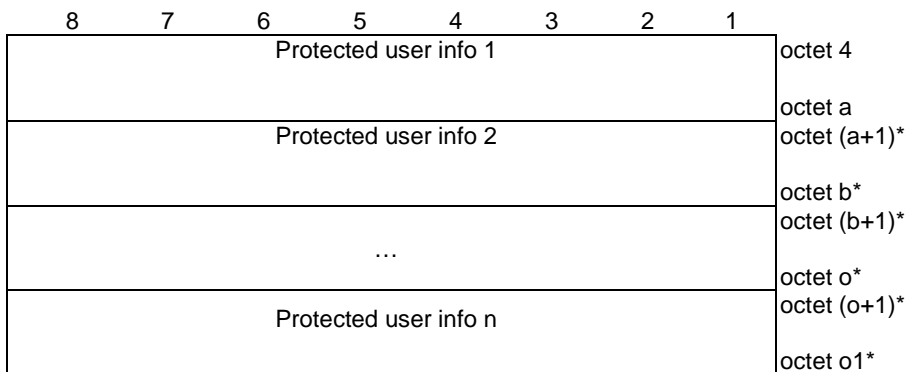 8 7 6 5 4 3 2 1
Protected user info 1 octet 4
octet a
Protected user info 2 octet (a+1)*
octet b*
octet (b+1)*
…
octet o*
octet (o+1)*
Protected user info n
octet o1*